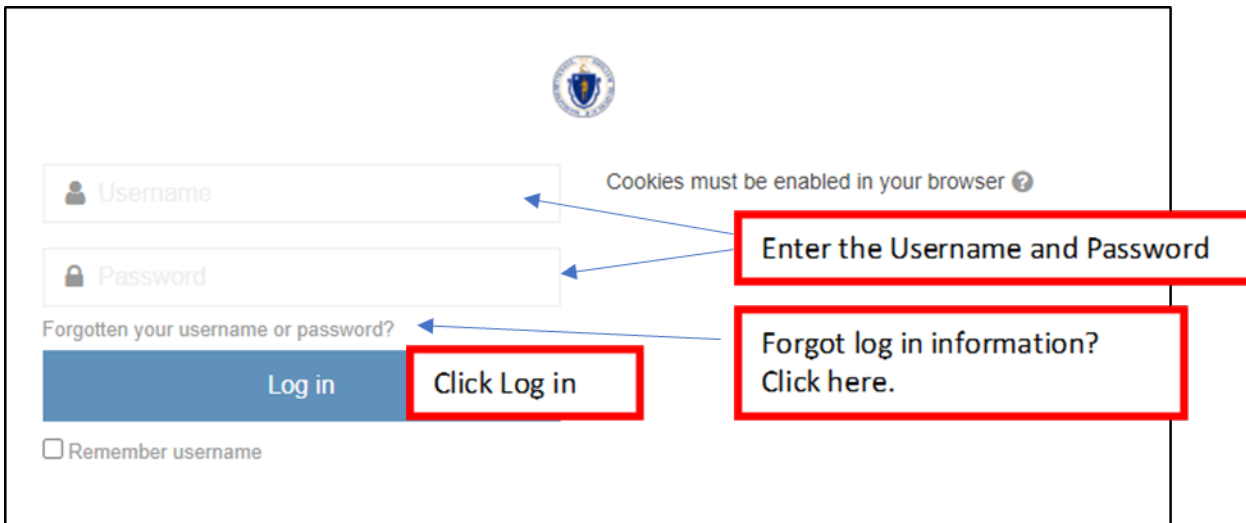 Username
Cookies must be enabled in your browser
Enter the Username and Password
Password
Forgotten your username or password?
Forgot log in information?
Click here.
Log in
Click Log in
Remember username